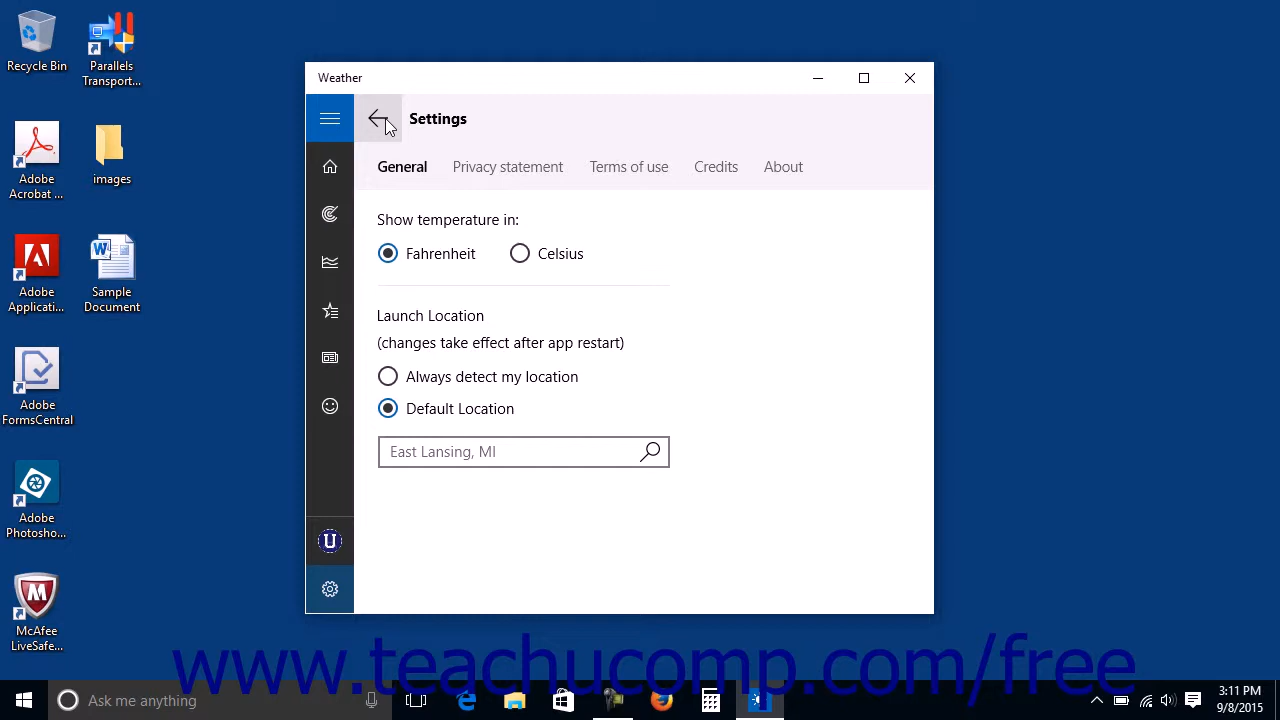 Recycle Bin
Parallels
Transport...
Adobe
Acrobat ...
images
Adobe
Applicati...
Sample
Document
Adobe
FormsCentral
Adobe
Photosho...
McAfee
LiveSafe...
Weather
Settings
General Privacy statement Terms of use Credits About
Show temperature in:
Fahrenheit Celsius
Launch Location
(changes take effect after app restart)
Always detect my location
Default Location
East Lansing, MI
U
www.teachucomp.com/free
Ask me anything
3:11 PM
9/8/2015